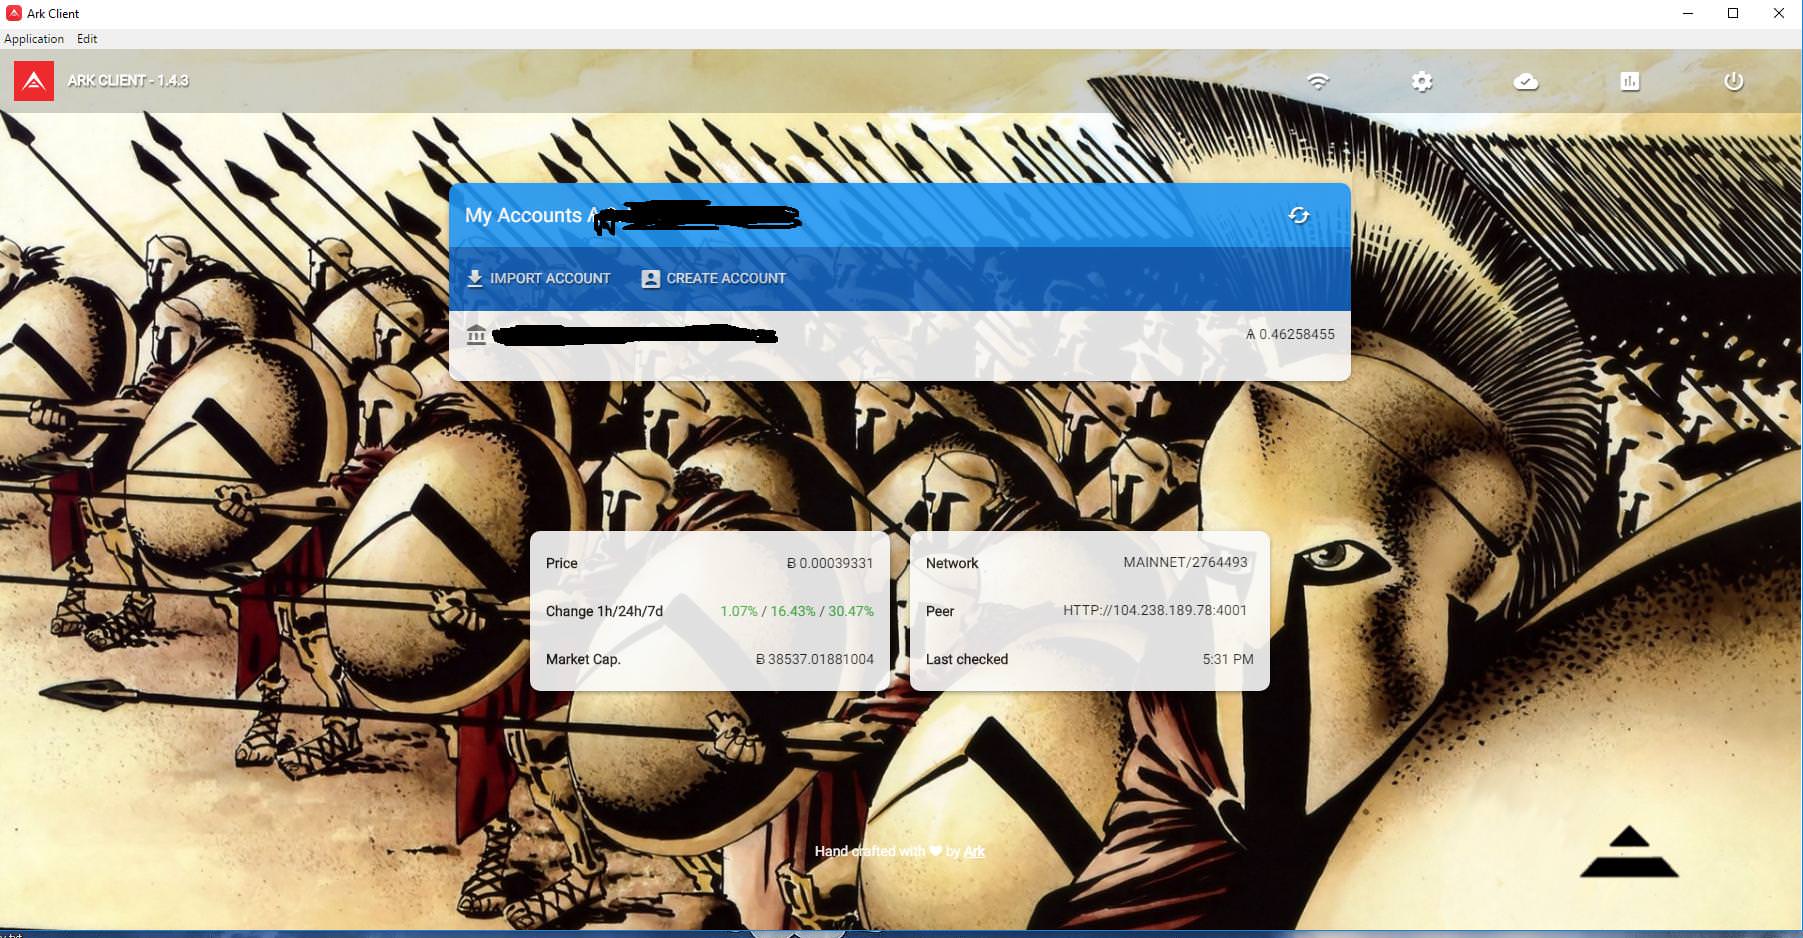 Ark Client
Application Edit
ARK CLIENT - 1.4.3
My Accounts
IMPORT ACCOUNT CREATE ACCOUNT
Ѧ 0.46258455
Price Ƀ 0.00039331
Change 1h/24h/7d 1.07% / 16.43% / 30.47%
Market Cap. Ƀ 38537.01881004
Network MAINNET/2764493
Peer HTTP://104.238.189.78:4001
Last checked 5:31 PM
Hand crafted with ♥ by Ark